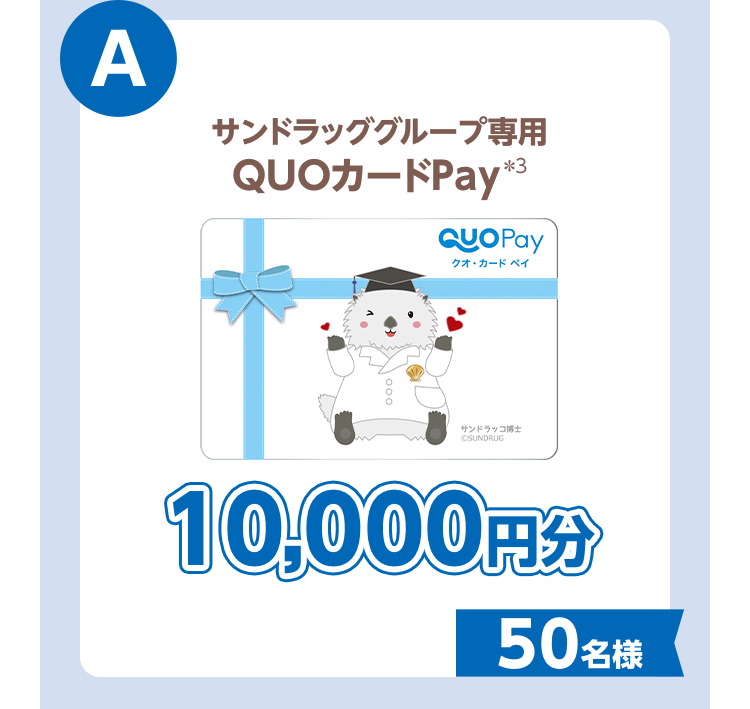 A
サンドラッググループ専用
QUOカードPay*3
QUO Pay
クオ・カード ペイ
サンドラッコ博士
©SUNDRUG
10,000円分
50名様